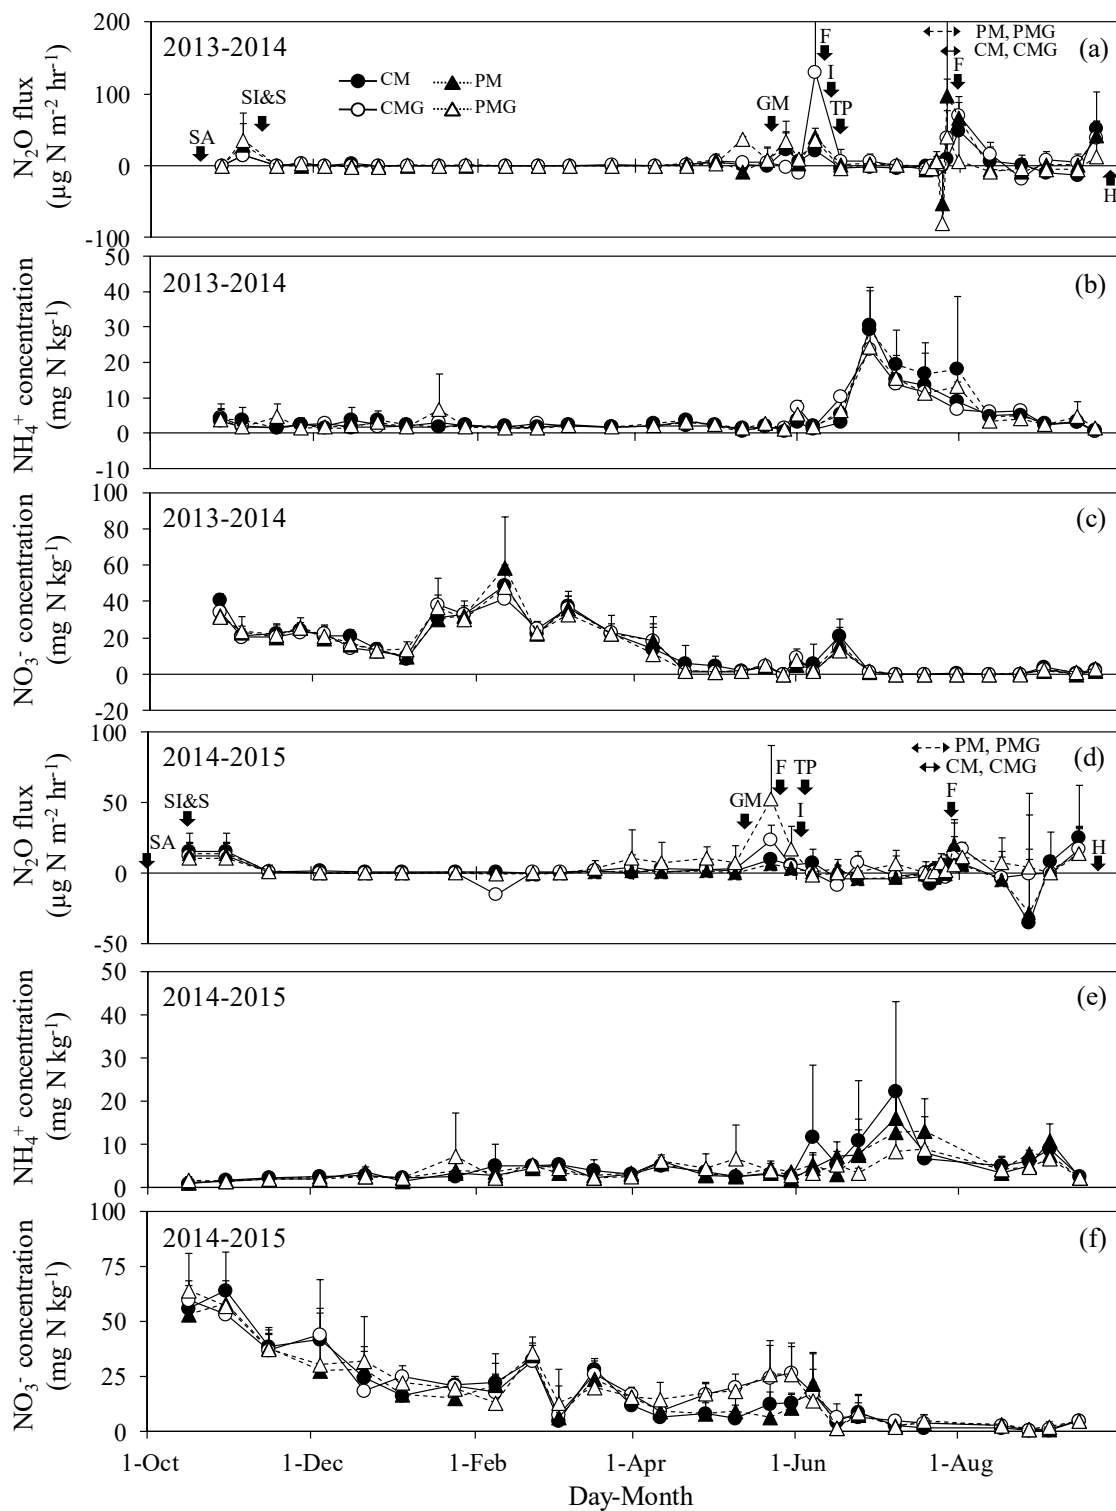 2013-2014
(a)
N₂O flux
(µg N m⁻² hr⁻¹)
200
100
0
-100
CM
PM
CMG
PMG
SA
SI&S
GM
F
I
TP
PM, PMG
CM, CMG
F
H
2013-2014
(b)
NH₄⁺ concentration
(mg N kg⁻¹)
50
40
30
20
10
0
-10
2013-2014
(c)
NO₃⁻ concentration
(mg N kg⁻¹)
100
80
60
40
20
0
-20
2014-2015
(d)
N₂O flux
(µg N m⁻² hr⁻¹)
100
50
0
-50
SA
SI&S
GM
F
TP
I
PM, PMG
CM, CMG
F
H
2014-2015
(e)
NH₄⁺ concentration
(mg N kg⁻¹)
50
40
30
20
10
0
2014-2015
(f)
NO₃⁻ concentration
(mg N kg⁻¹)
100
75
50
25
0
1-Oct 1-Dec 1-Feb 1-Apr 1-Jun 1-Aug
Day-Month